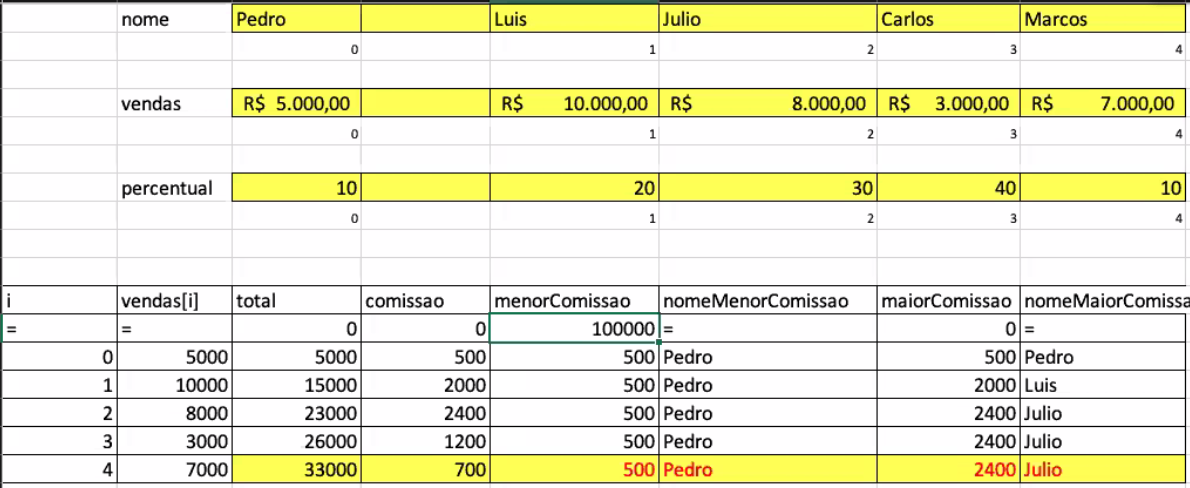 nome Pedro Luis Julio Carlos Marcos
0 1 2 3 4
vendas R$ 5.000,00 R$ 10.000,00 R$ 8.000,00 R$ 3.000,00 R$ 7.000,00
0 1 2 3 4
percentual 10 20 30 40 10
0 1 2 3 4
i vendas[i] total comissao menorComissao nomeMenorComissao maiorComissao nomeMaiorComissa
= = 0 0 100000 = 0 =
0 5000 5000 500 500 Pedro 500 Pedro
1 10000 15000 2000 500 Pedro 2000 Luis
2 8000 23000 2400 500 Pedro 2400 Julio
3 3000 26000 1200 500 Pedro 2400 Julio
4 7000 33000 700 500 Pedro 2400 Julio